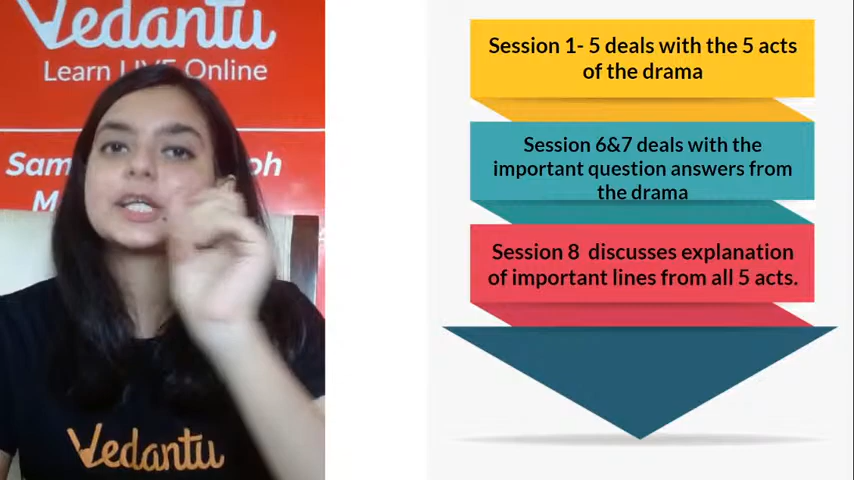 Vedantu
Learn LIVE Online
Sam
oh
M
Vedantu
Session 1- 5 deals with the 5 acts
of the drama
Session 6&7 deals with the
important question answers from
the drama
Session 8 discusses explanation
of important lines from all 5 acts.